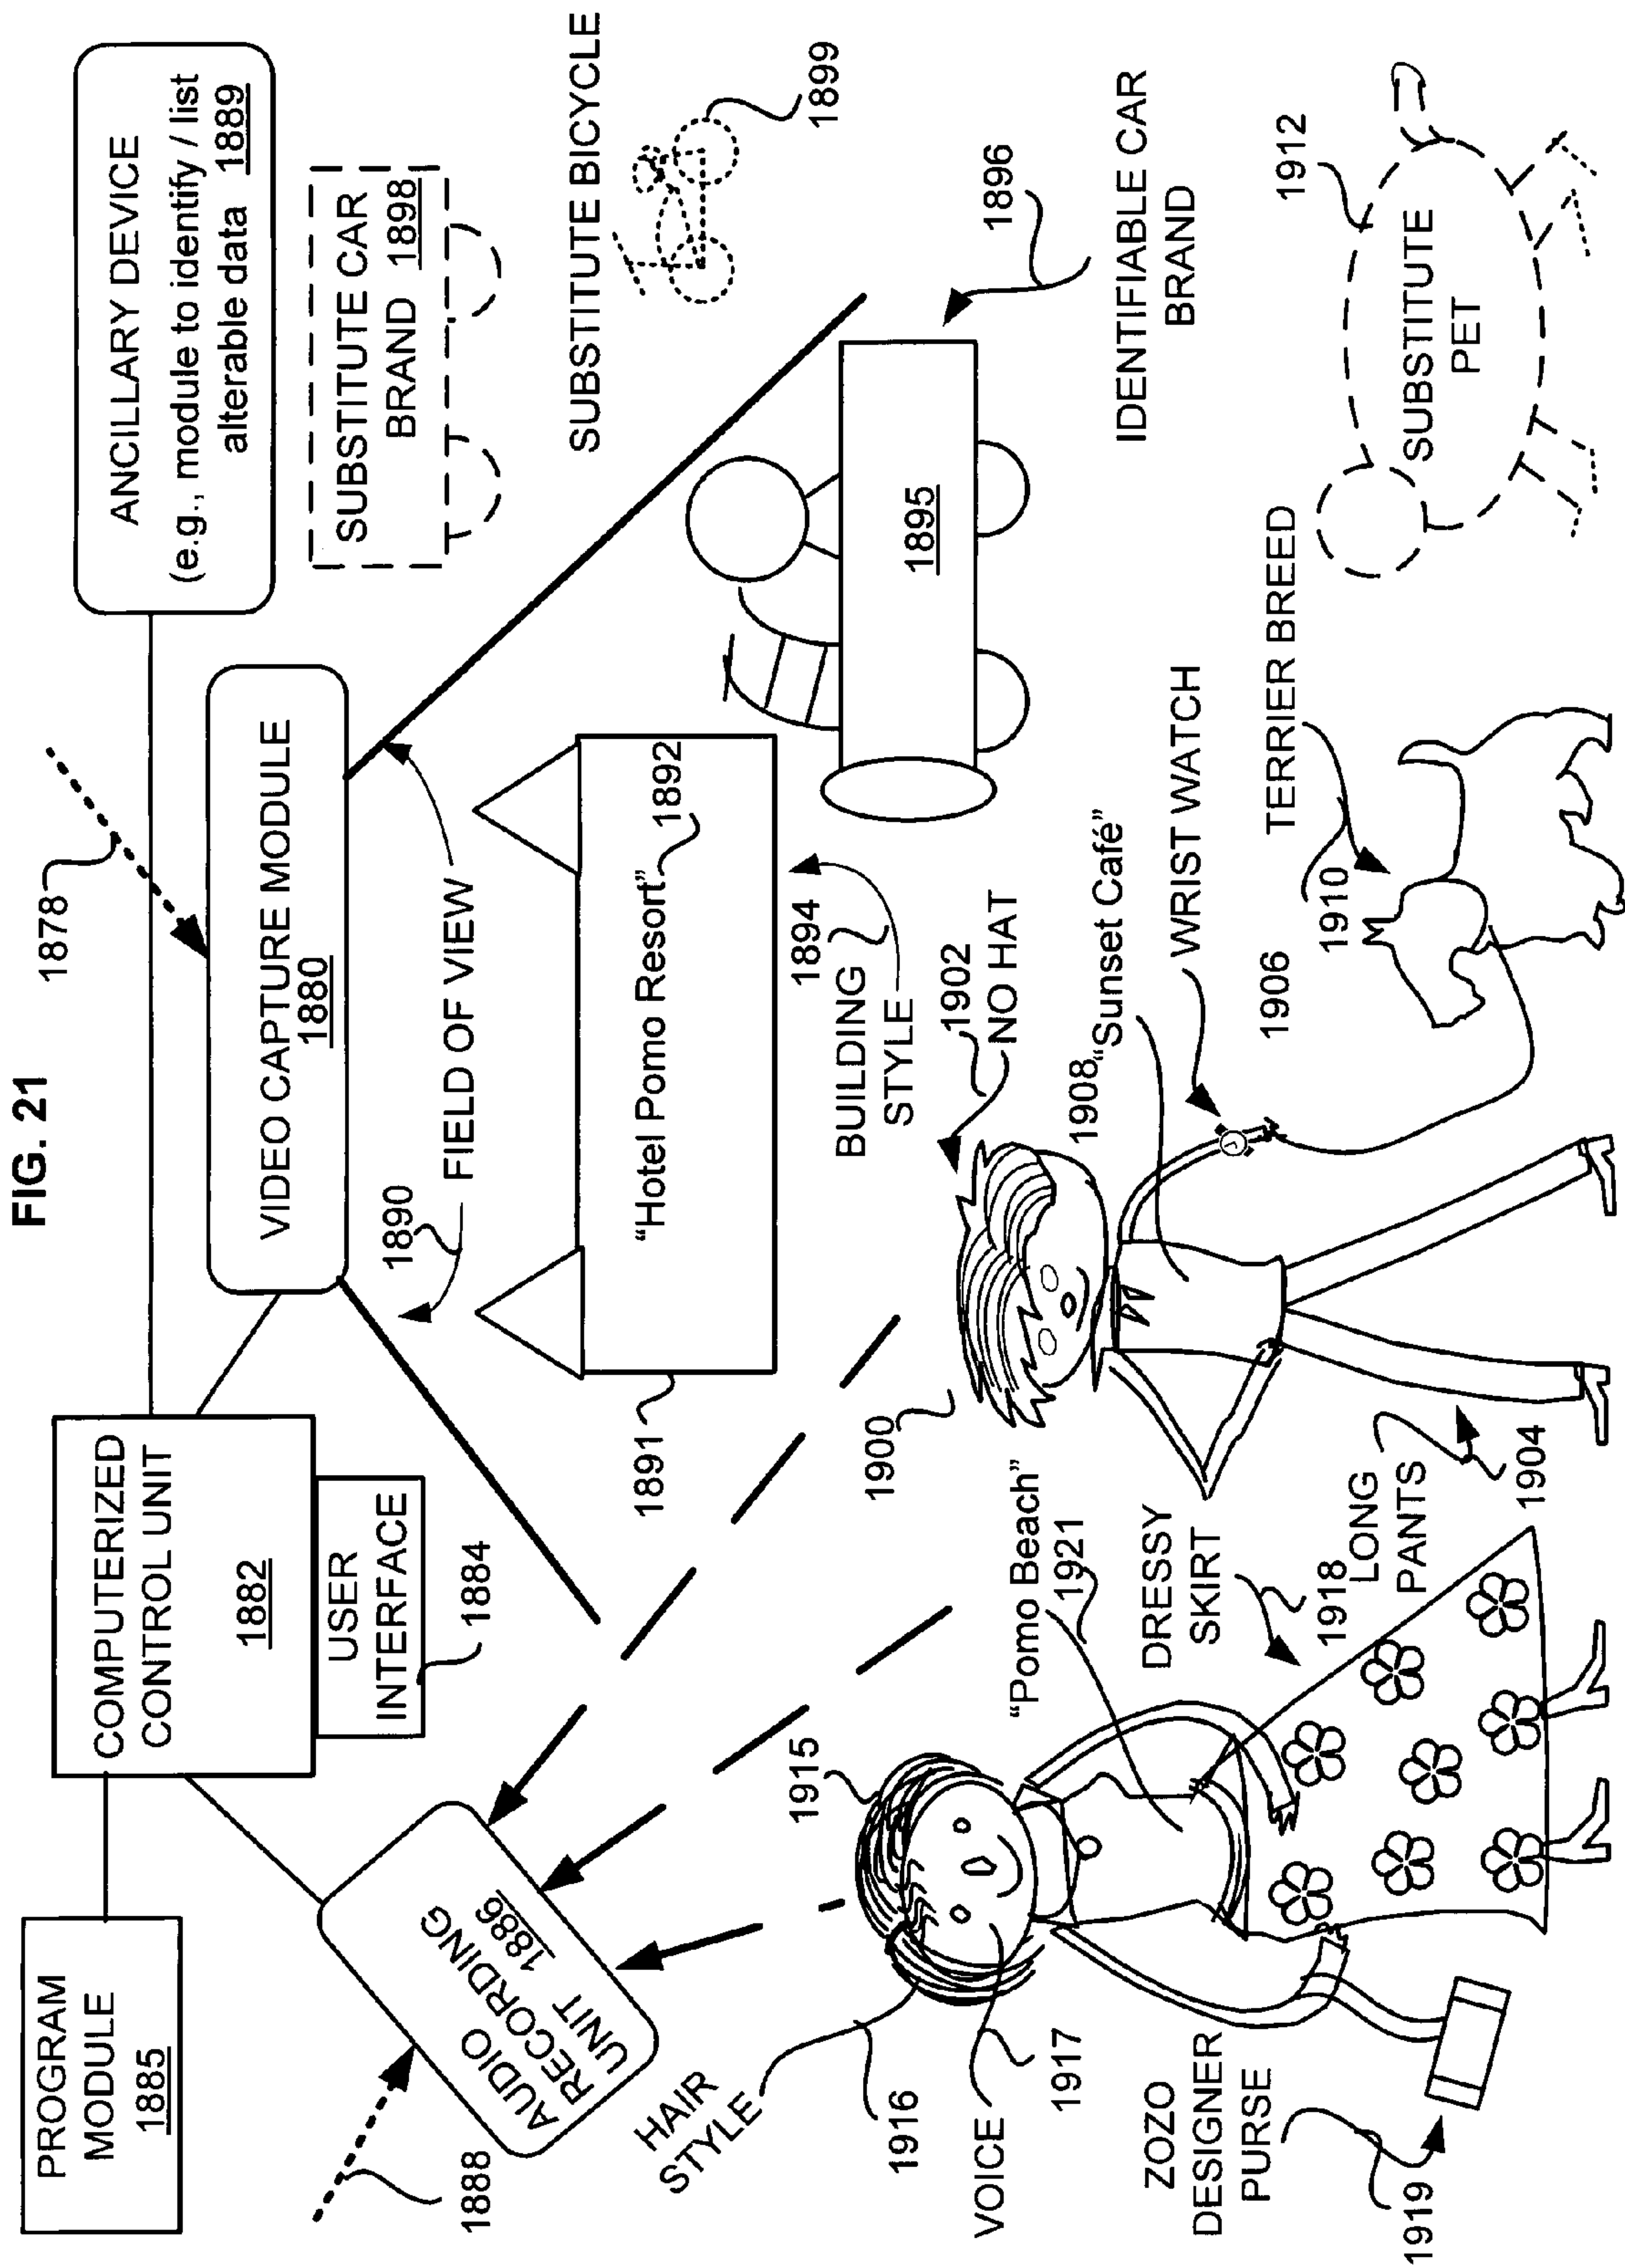 FIG. 21
PROGRAM
MODULE
1885
COMPUTERIZED
CONTROL UNIT
1882
USER
INTERFACE
1884
1878
VIDEO CAPTURE MODULE
1880
ANCILLARY DEVICE
(e.g., module to identify / list
alterable data 1889
SUBSTITUTE CAR
BRAND 1898
SUBSTITUTE BICYCLE
1899
1888
AUDIO
RECORDING
UNIT 1886
1890
FIELD OF VIEW
1891
“Hotel Pomo Resort”
1892
1894
BUILDING
STYLE
1895
1896
IDENTIFIABLE CAR
BRAND
HAIR
STYLE
1916
1915
VOICE
1917
1900
1902
NO HAT
“Pomo Beach”
1921
1908
“Sunset Café”
WRIST WATCH
1906
ZOZO
DESIGNER
PURSE
1919
DRESSY
SKIRT
1918
LONG
PANTS
1904
TERRIER BREED
1910
1912
SUBSTITUTE
PET